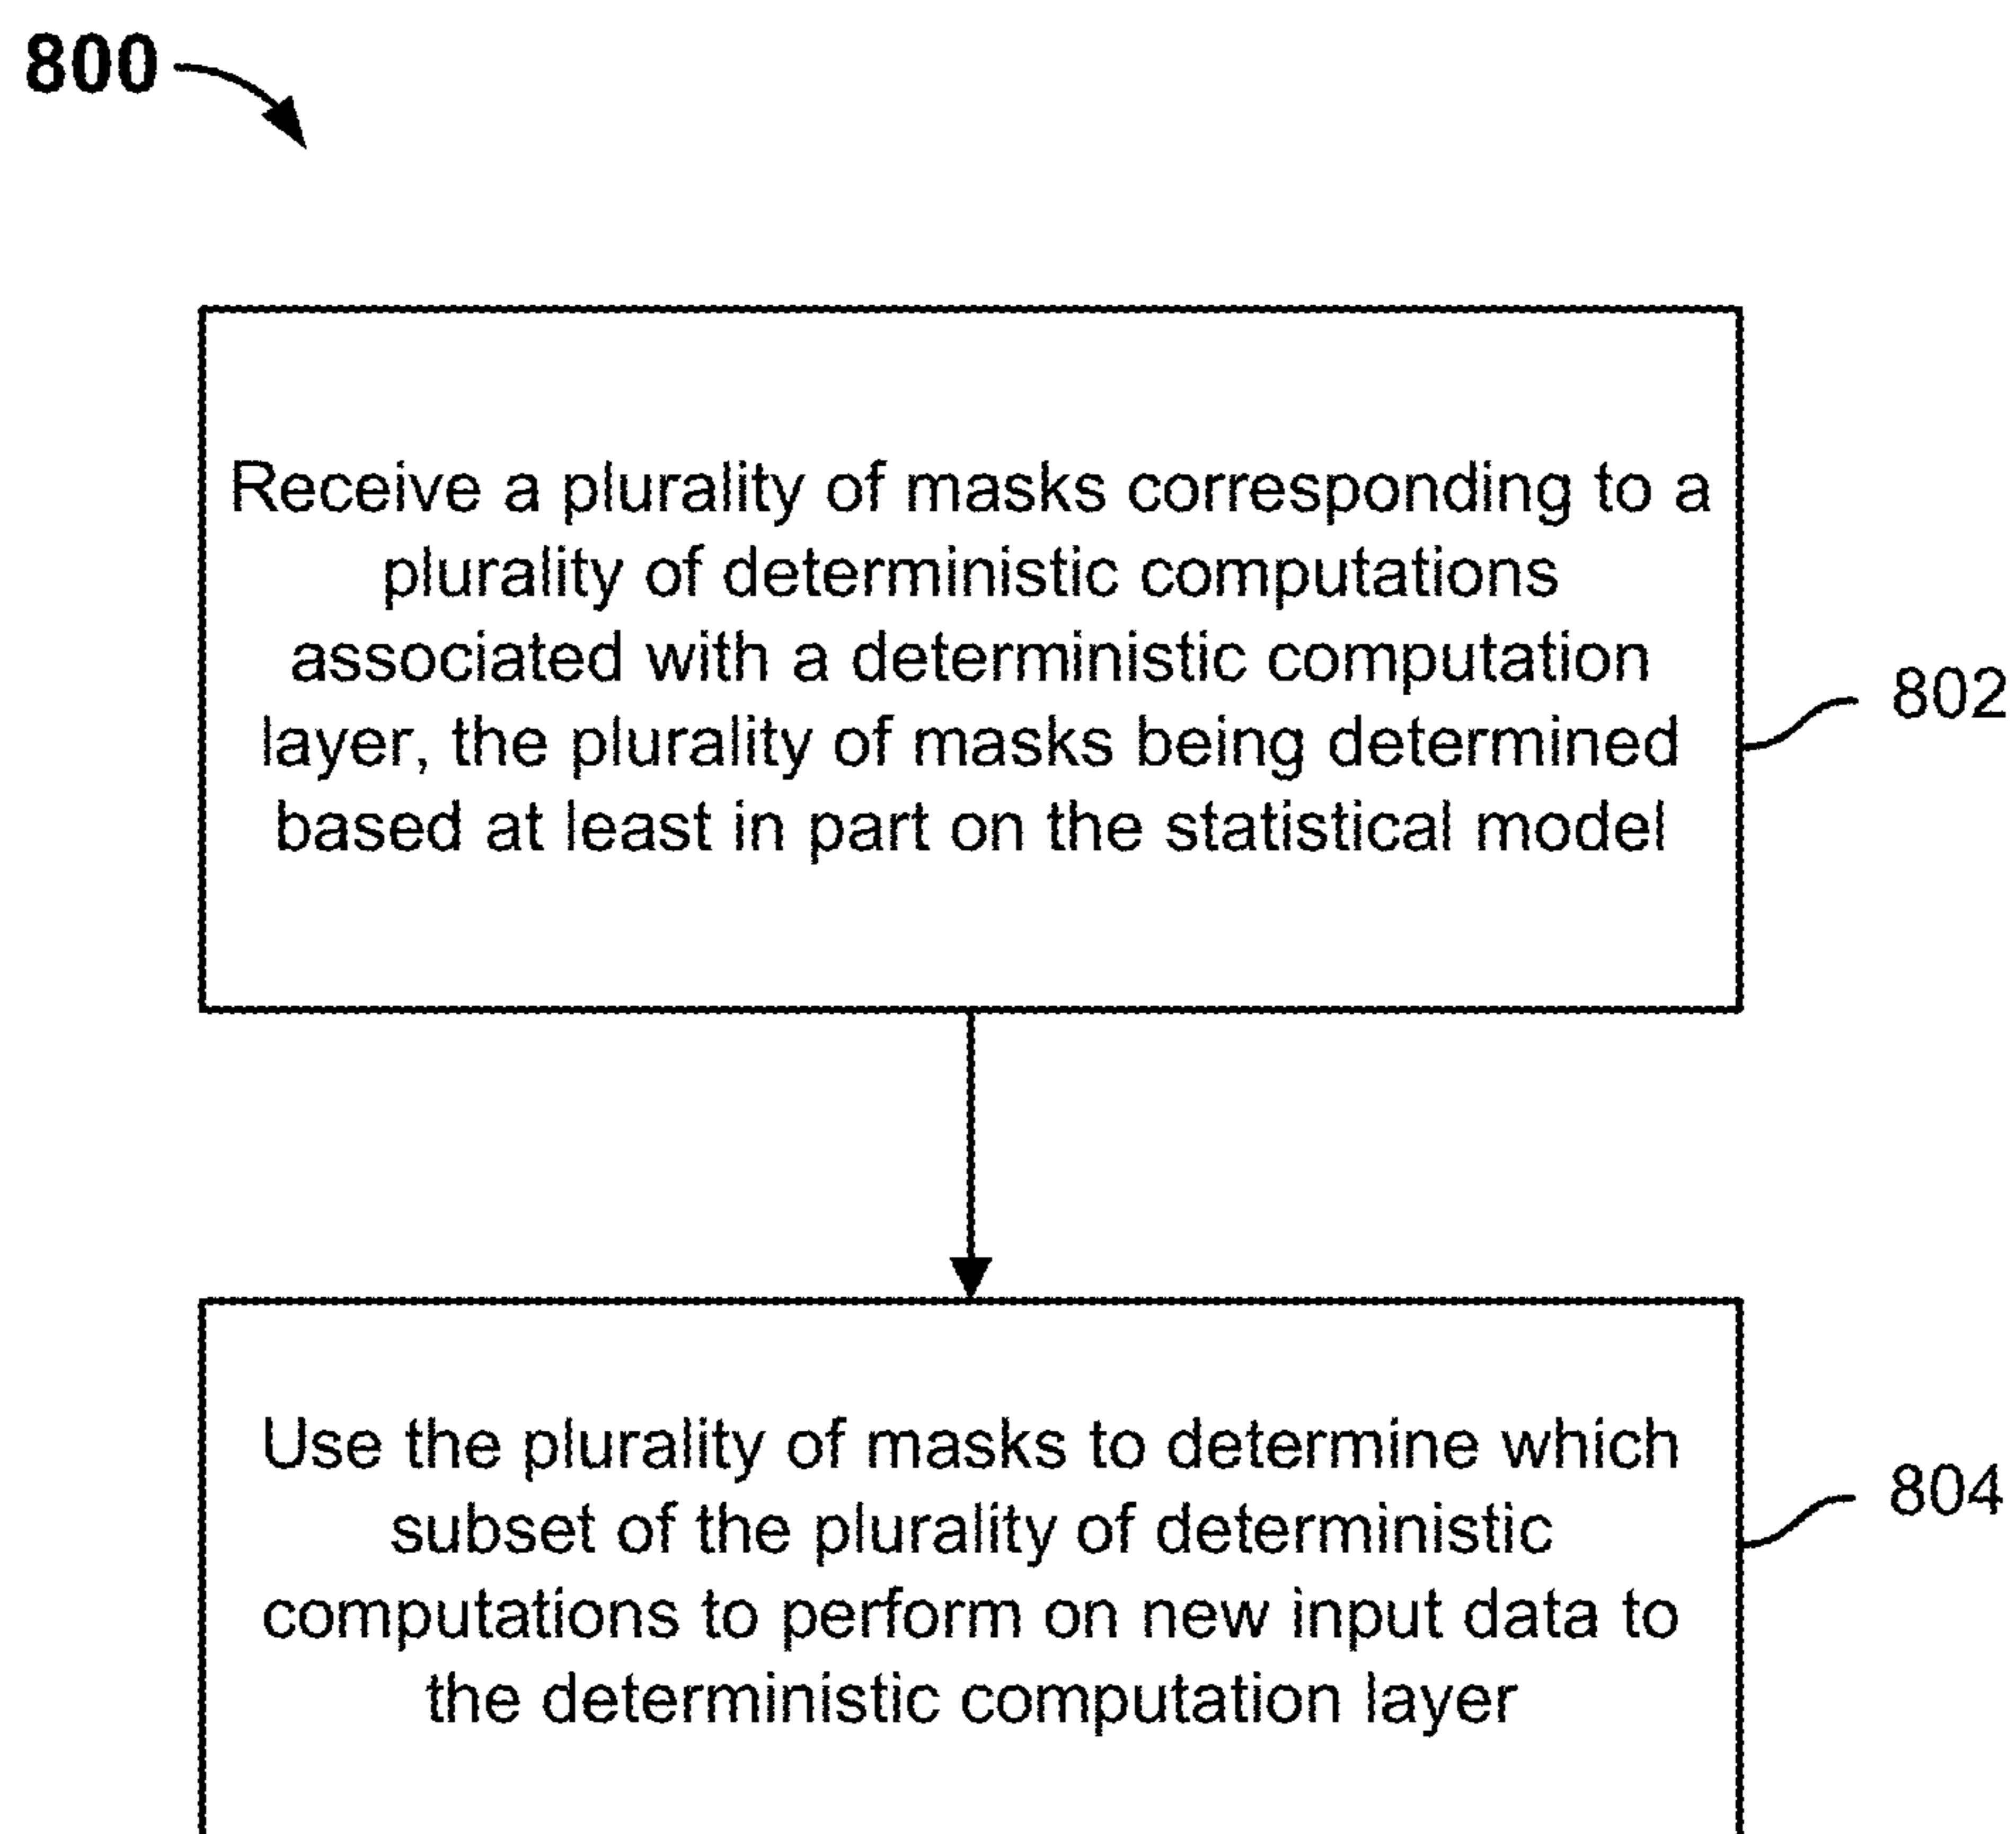 800
Receive a plurality of masks corresponding to a
plurality of deterministic computations
associated with a deterministic computation
layer, the plurality of masks being determined
based at least in part on the statistical model
802
Use the plurality of masks to determine which
subset of the plurality of deterministic
computations to perform on new input data to
the deterministic computation layer
804